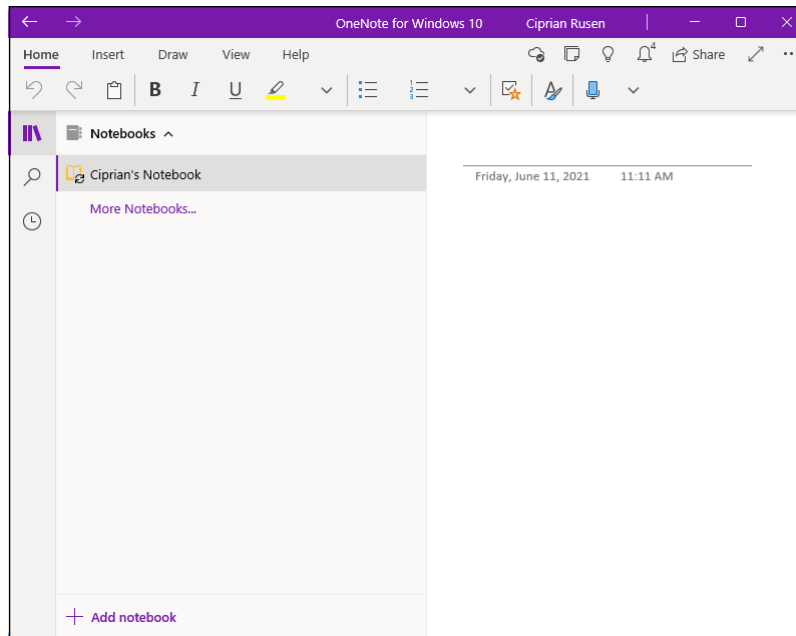 OneNote for Windows 10 Ciprian Rusen
Home Insert Draw View Help 4 Share
B I U
Notebooks
Ciprian's Notebook
Friday, June 11, 2021 11:11 AM
More Notebooks...
Add notebook